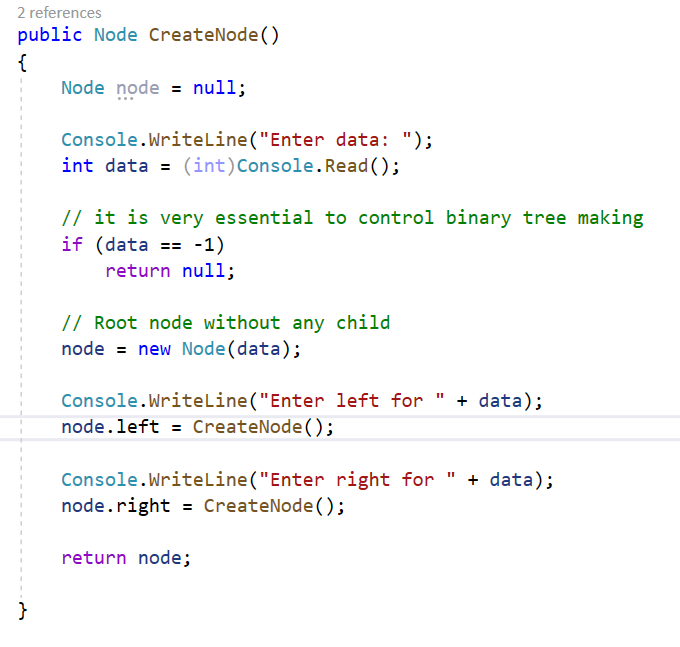 2 references
public Node CreateNode()
{
    Node node = null;

    Console.WriteLine("Enter data: ");
    int data = (int)Console.Read();

    // it is very essential to control binary tree making
    if (data == -1)
        return null;

    // Root node without any child
    node = new Node(data);

    Console.WriteLine("Enter left for " + data);
    node.left = CreateNode();

    Console.WriteLine("Enter right for " + data);
    node.right = CreateNode();

    return node;

}